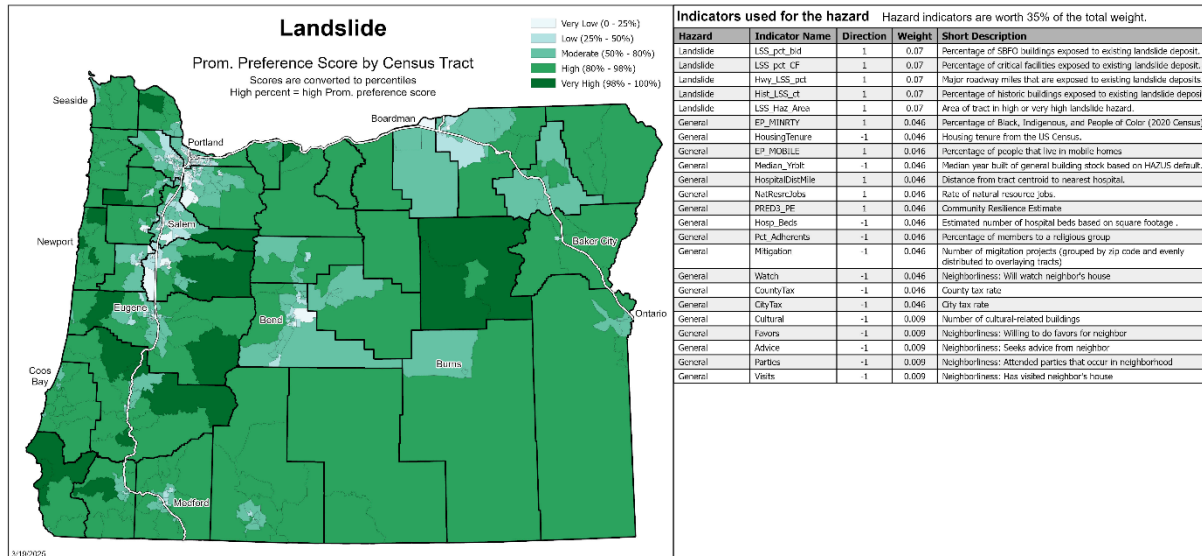 Landslide
Prom. Preference Score by Census Tract
Scores are converted to percentiles
High percent = high Prom. preference score
Very Low (0 - 25%)
Low (25% - 50%)
Moderate (50% - 80%)
High (80% - 98%)
Very High (98% - 100%)
Seaside
Portland
Boardman
Salem
Newport
Baker City
Eugene
Bend
Ontario
Burns
Coos
Bay
Medford
3/19/2025
Indicators used for the hazard Hazard indicators are worth 35% of the total weight.
Hazard Indicator Name Direction Weight Short Description
Landslide LSS_pct_bld 1 0.07 Percentage of SBFO buildings exposed to existing landslide deposit.
Landslide LSS_pct_CF 1 0.07 Percentage of critical facilities exposed to existing landslide deposit.
Landslide Hwy_LSS_pct 1 0.07 Major roadway miles that are exposed to existing landslide deposits
Landslide Hist_LSS_ct 1 0.07 Percentage of historic buildings exposed to existing landslide deposit
Landslide LSS_Haz_Area 1 0.07 Area of tract in high or very high landslide hazard.
General EP_MINRTY 1 0.046 Percentage of Black, Indigenous, and People of Color (2020 Census)
General HousingTenure -1 0.046 Housing tenure from the US Census.
General EP_MOBILE 1 0.046 Percentage of people that live in mobile homes
General Median_Yrblt -1 0.046 Median year built of general building stock based on HAZUS default.
General HospitalDistMile 1 0.046 Distance from tract centroid to nearest hospital.
General NatResrcJobs 1 0.046 Rate of natural resource jobs.
General PRED3_PE 1 0.046 Community Resilience Estimate
General Hosp_Beds -1 0.046 Estimated number of hospital beds based on square footage .
General Pct_Adherents -1 0.046 Percentage of members to a religious group
General Mitigation -1 0.046 Number of migitation projects (grouped by zip code and evenly
distributed to overlaying tracts)
General Watch -1 0.046 Neighborliness: Will watch neighbor's house
General CountyTax -1 0.046 County tax rate
General CityTax -1 0.046 City tax rate
General Cultural -1 0.009 Number of cultural-related buildings
General Favors -1 0.009 Neighborliness: Willing to do favors for neighbor
General Advice -1 0.009 Neighborliness: Seeks advice from neighbor
General Parties -1 0.009 Neighborliness: Attended parties that occur in neighborhood
General Visits -1 0.009 Neighborliness: Has visited neighbor's house